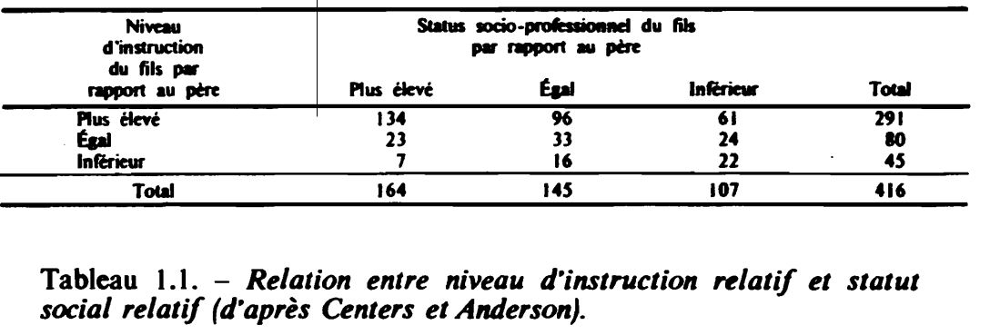 Niveau
d'instruction
du fils par
rapport au père
Status socio-professionnel du fils
par rapport au père
Plus élevé Égal Inférieur Total
Plus élevé 134 96 61 291
Égal 23 33 24 80
Inférieur 7 16 22 45
Total 164 145 107 416
Tableau 1.1. – Relation entre niveau d'instruction relatif et statut
social relatif (d'après Centers et Anderson).